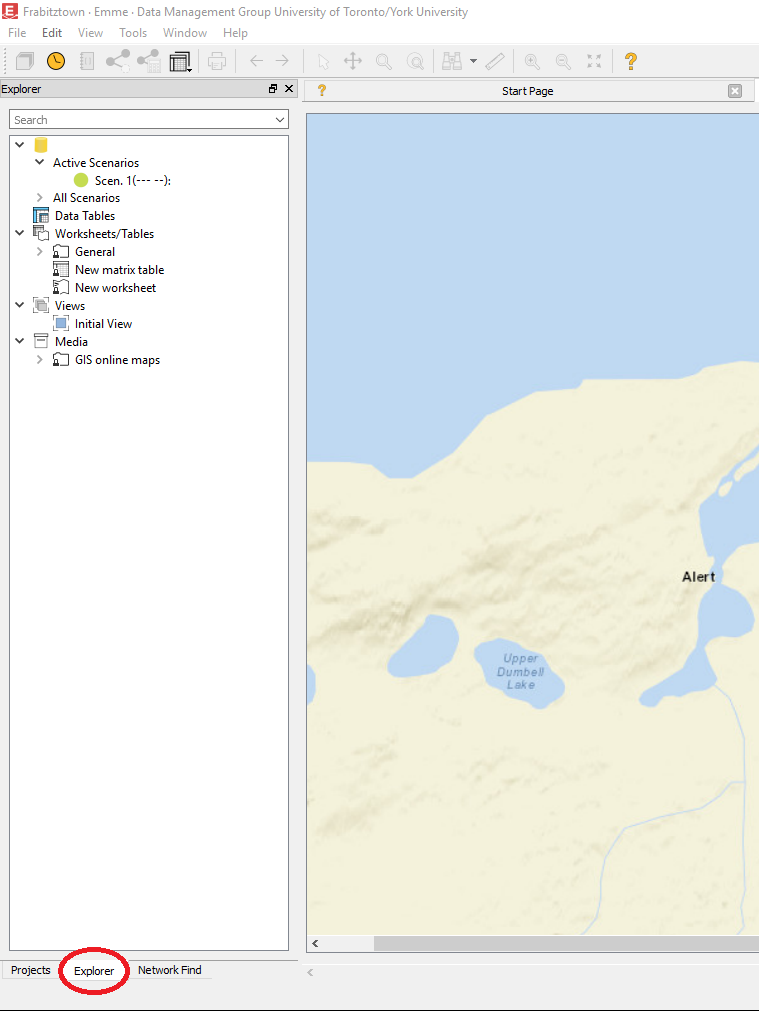 Frabitztown · Emme · Data Management Group University of Toronto/York University
File Edit View Tools Window Help
Explorer
Start Page
Search
Active Scenarios
Scen. 1(--- --):
All Scenarios
Data Tables
Worksheets/Tables
General
New matrix table
New worksheet
Views
Initial View
Media
GIS online maps
Alert
Upper
Dumbell
Lake
Projects Explorer Network Find